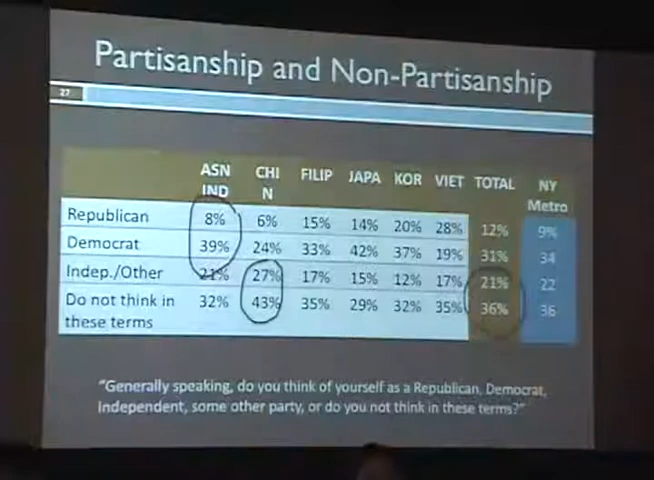 Partisanship and Non-Partisanship
27
ASN IND CHI N FILIP JAPA KOR VIET TOTAL NY Metro
Republican 8% 6% 15% 14% 20% 28% 12% 9%
Democrat 39% 24% 33% 42% 37% 19% 31% 34
Indep./Other 21% 27% 17% 15% 12% 17% 21% 22
Do not think in these terms 32% 43% 35% 29% 32% 35% 36% 36
"Generally speaking, do you think of yourself as a Republican, Democrat,
Independent, some other party, or do you not think in these terms?"